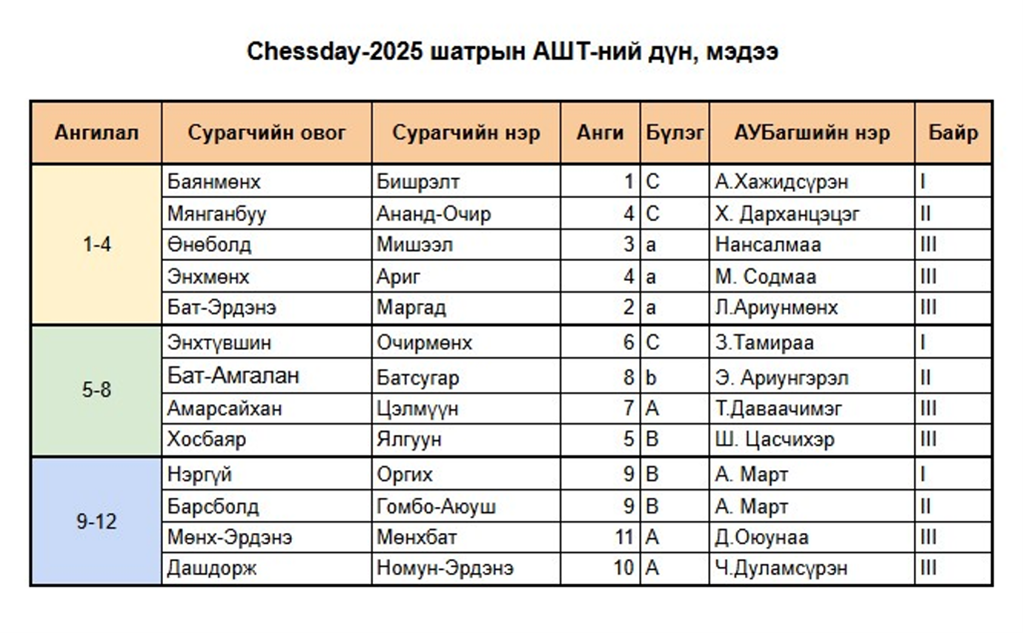 Chessday-2025 шатрын АШТ-ний дүн, мэдээ
Ангилал Сурагчийн овог Сурагчийн нэр Анги Бүлэг АУБагшийн нэр Байр
1-4
Баянмөнх Бишрэлт 1 C А.Хажидсүрэн I
Мянганбуу Ананд-Очир 4 C Х. Дарханцэцэг II
Өнөболд Мишээл 3 a Нансалмаа III
Энхмөнх Ариг 4 a М. Содмаа III
Бат-Эрдэнэ Маргад 2 a Л.Ариунмөнх III
5-8
Энхтүвшин Очирмөнх 6 C З.Тамираа I
Бат-Амгалан Батсугар 8 b Э. Ариунгэрэл II
Амарсайхан Цэлмүүн 7 A Т.Даваачимэг III
Хосбаяр Ялгуун 5 B Ш. Цасчихэр III
9-12
Нэргүй Оргих 9 B А. Март I
Барсболд Гомбо-Аюуш 9 B А. Март II
Мөнх-Эрдэнэ Мөнхбат 11 A Д.Оюунаа III
Дашдорж Номун-Эрдэнэ 10 A Ч.Дуламсүрэн III